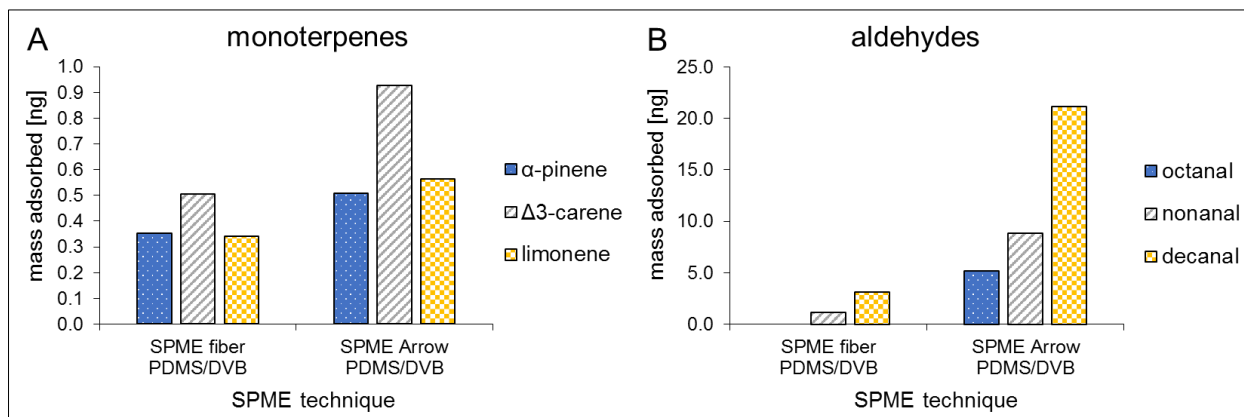 A
monoterpenes
mass adsorbed [ng]
1.0
0.9
0.8
0.7
0.6
0.5
0.4
0.3
0.2
0.1
0.0
SPME fiber
PDMS/DVB
SPME Arrow
PDMS/DVB
SPME technique
α-pinene
Δ3-carene
limonene
B
aldehydes
mass adsorbed [ng]
25.0
20.0
15.0
10.0
5.0
0.0
SPME fiber
PDMS/DVB
SPME Arrow
PDMS/DVB
SPME technique
octanal
nonanal
decanal